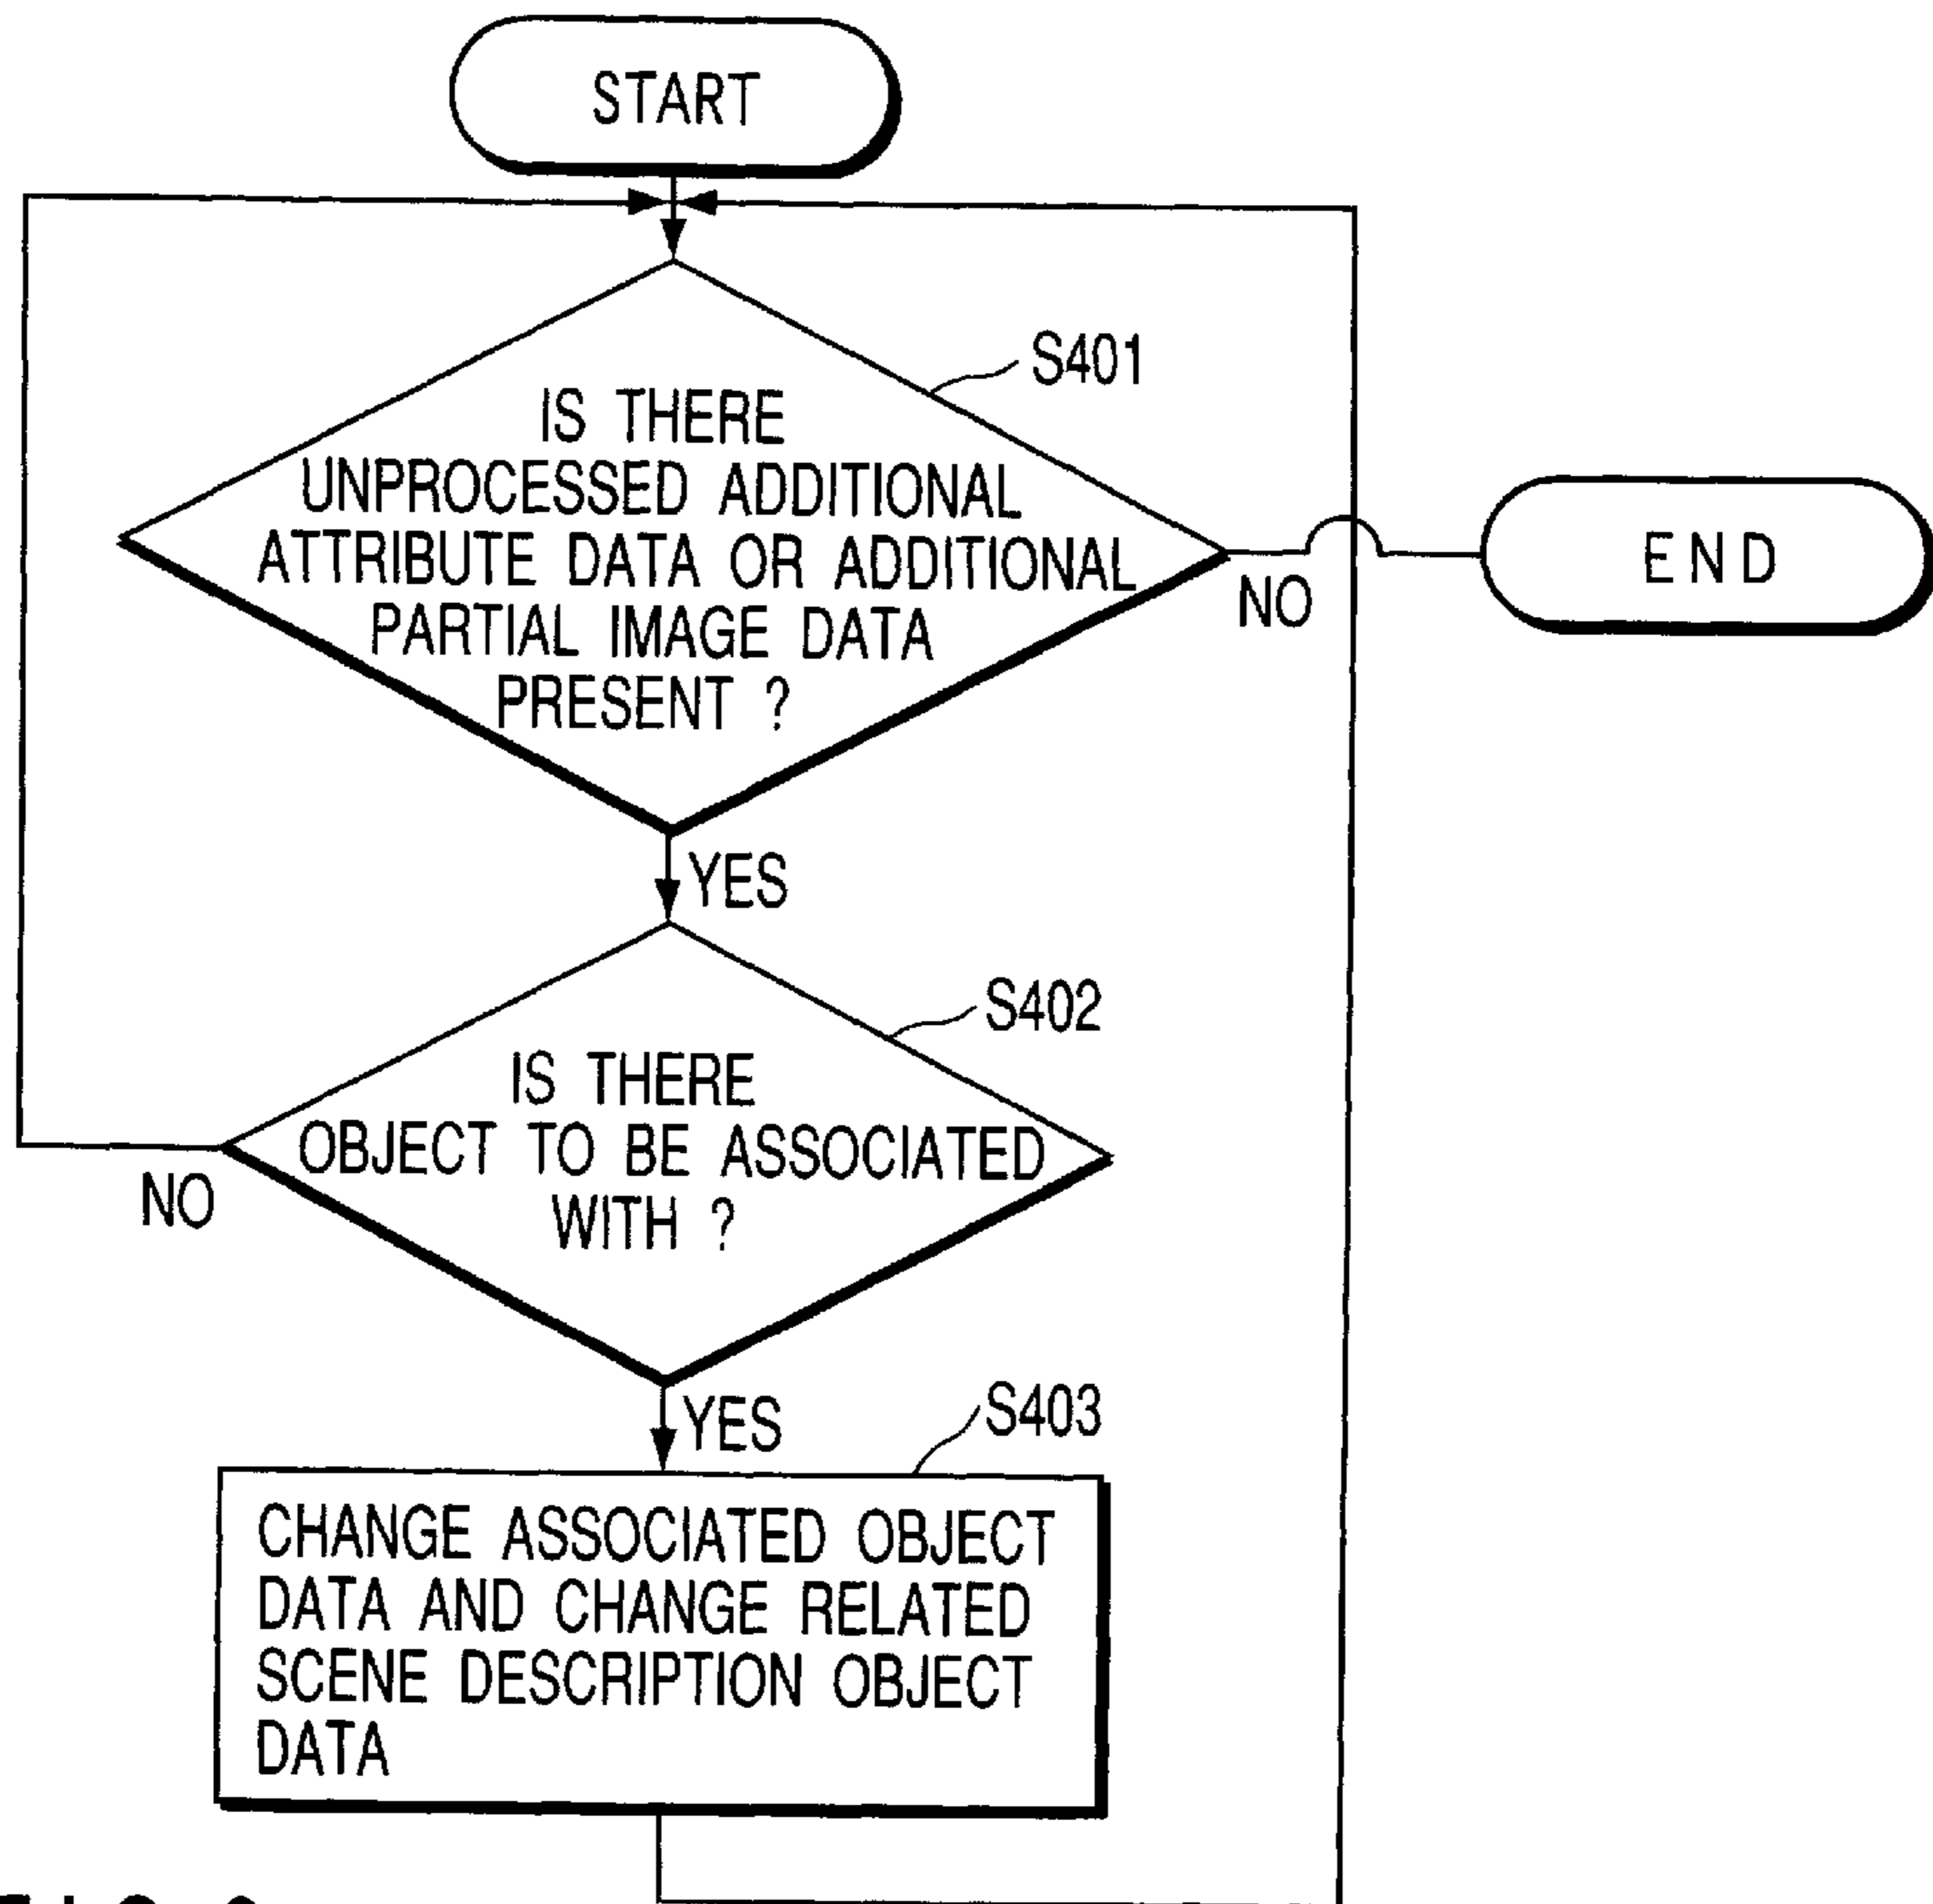 START
S401
IS THERE
UNPROCESSED ADDITIONAL
ATTRIBUTE DATA OR ADDITIONAL
PARTIAL IMAGE DATA
PRESENT ?
NO
END
YES
S402
IS THERE
OBJECT TO BE ASSOCIATED
WITH ?
NO
YES
S403
CHANGE ASSOCIATED OBJECT
DATA AND CHANGE RELATED
SCENE DESCRIPTION OBJECT
DATA